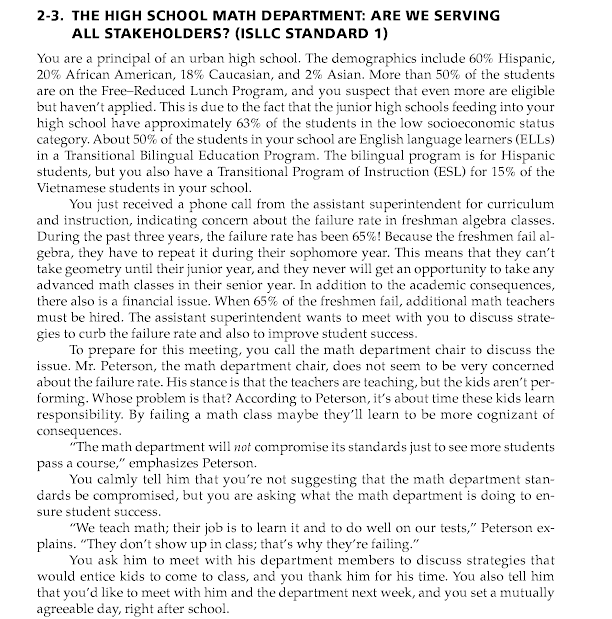 2-3. THE HIGH SCHOOL MATH DEPARTMENT: ARE WE SERVING
ALL STAKEHOLDERS? (ISLLC STANDARD 1)
You are a principal of an urban high school. The demographics include 60% Hispanic,
20% African American, 18% Caucasian, and 2% Asian. More than 50% of the students
are on the Free–Reduced Lunch Program, and you suspect that even more are eligible
but haven't applied. This is due to the fact that the junior high schools feeding into your
high school have approximately 63% of the students in the low socioeconomic status
category. About 50% of the students in your school are English language learners (ELLs)
in a Transitional Bilingual Education Program. The bilingual program is for Hispanic
students, but you also have a Transitional Program of Instruction (ESL) for 15% of the
Vietnamese students in your school.
You just received a phone call from the assistant superintendent for curriculum
and instruction, indicating concern about the failure rate in freshman algebra classes.
During the past three years, the failure rate has been 65%! Because the freshmen fail al-
gebra, they have to repeat it during their sophomore year. This means that they can't
take geometry until their junior year, and they never will get an opportunity to take any
advanced math classes in their senior year. In addition to the academic consequences,
there also is a financial issue. When 65% of the freshmen fail, additional math teachers
must be hired. The assistant superintendent wants to meet with you to discuss strate-
gies to curb the failure rate and also to improve student success.
To prepare for this meeting, you call the math department chair to discuss the
issue. Mr. Peterson, the math department chair, does not seem to be very concerned
about the failure rate. His stance is that the teachers are teaching, but the kids aren't per-
forming. Whose problem is that? According to Peterson, it's about time these kids learn
responsibility. By failing a math class maybe they'll learn to be more cognizant of
consequences.
"The math department will not compromise its standards just to see more students
pass a course," emphasizes Peterson.
You calmly tell him that you're not suggesting that the math department stan-
dards be compromised, but you are asking what the math department is doing to en-
sure student success.
"We teach math; their job is to learn it and to do well on our tests," Peterson ex-
plains. "They don't show up in class; that's why they're failing."
You ask him to meet with his department members to discuss strategies that
would entice kids to come to class, and you thank him for his time. You also tell him
that you'd like to meet with him and the department next week, and you set a mutually
agreeable day, right after school.